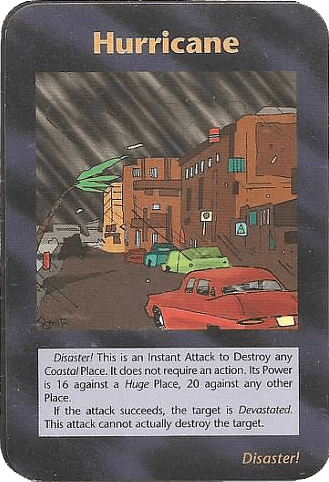 Hurricane
Disaster! This is an Instant Attack to Destroy any
Coastal Place. It does not require an action. Its Power
is 16 against a Huge Place, 20 against any other
Place.
If the attack succeeds, the target is Devastated.
This attack cannot actually destroy the target.
Disaster!